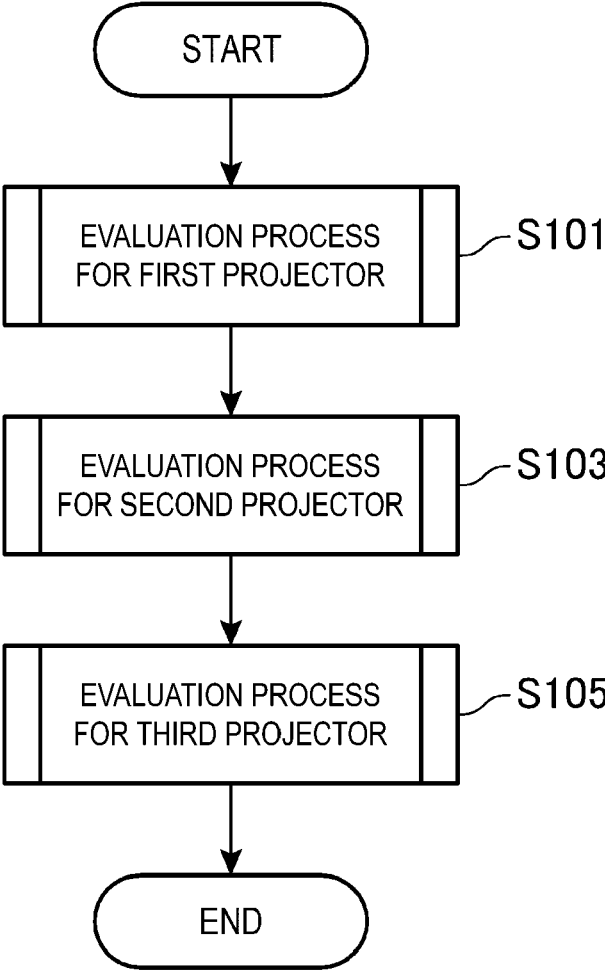 START
EVALUATION PROCESS
FOR FIRST PROJECTOR
S101
EVALUATION PROCESS
FOR SECOND PROJECTOR
S103
EVALUATION PROCESS
FOR THIRD PROJECTOR
S105
END